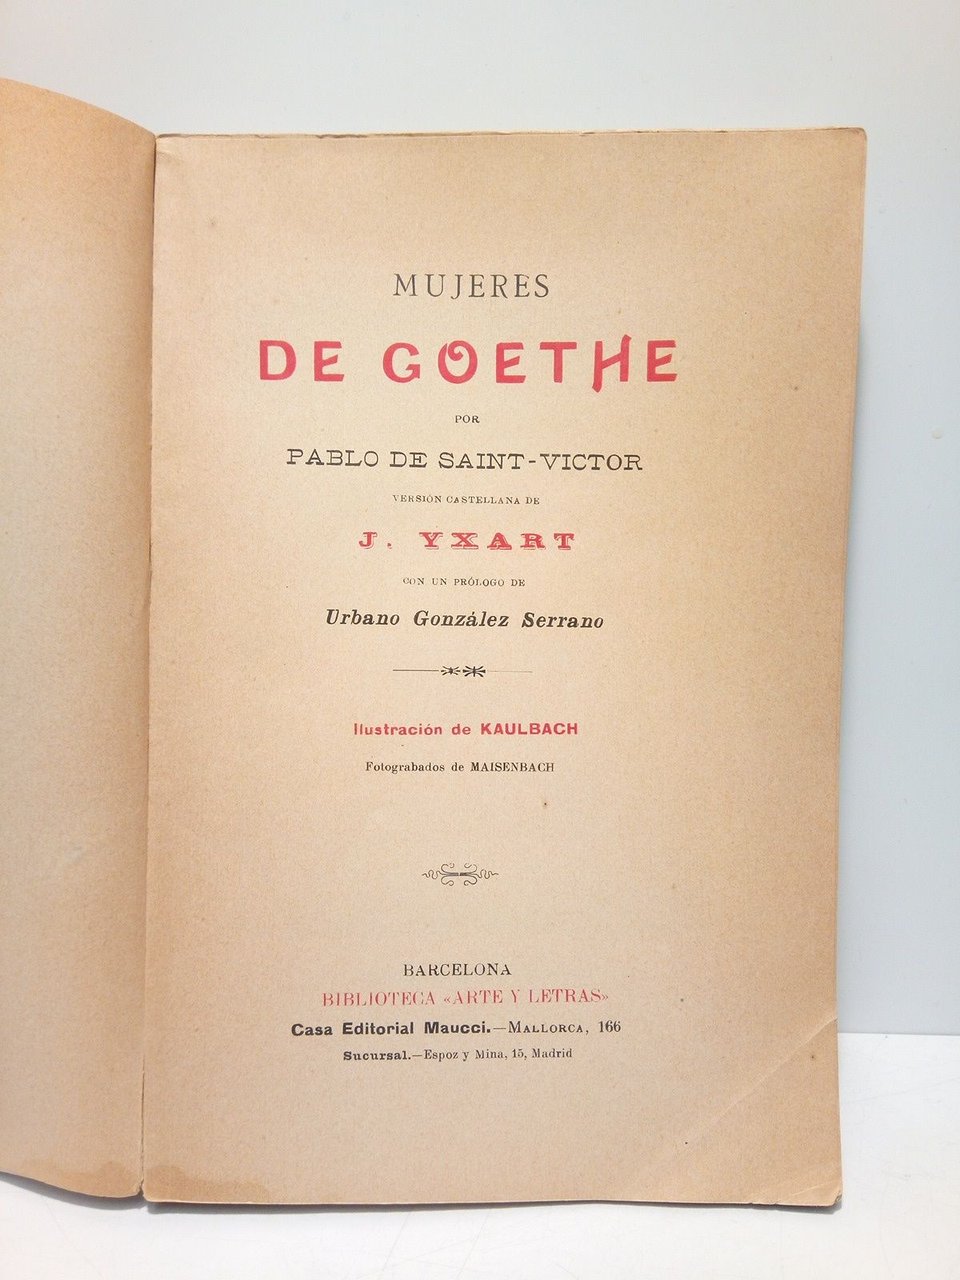 MUJERES
DE GOETHE
POR
PABLO DE SAINT-VICTOR
VERSIÓN CASTELLANA DE
J. YXART
CON UN PRÓLOGO DE
Urbano González Serrano
Ilustración de KAULBACH
Fotograbados de MAISENBACH
BARCELONA
BIBLIOTECA «ARTE Y LETRAS»
Casa Editorial Maucci.—MALLORCA, 166
Sucursal.—Espoz y Mina, 15, Madrid